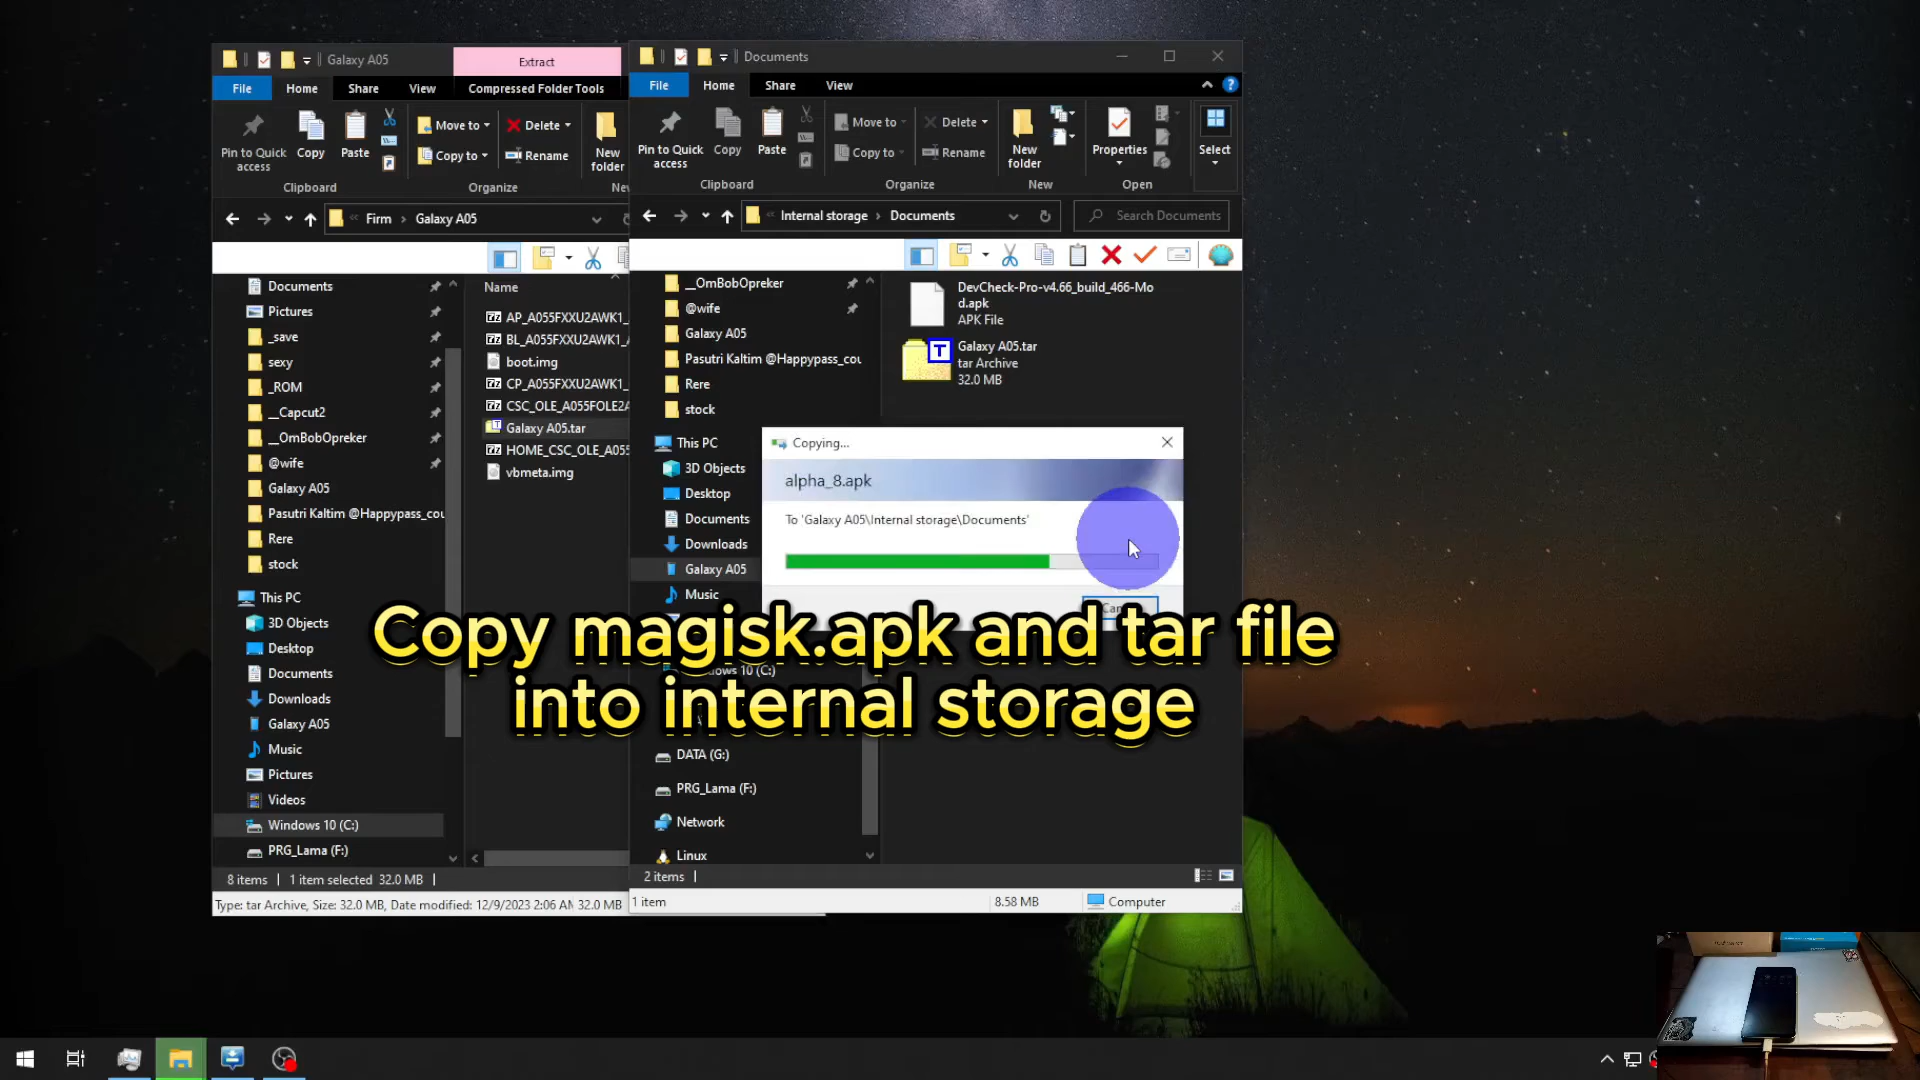 Galaxy A05
Extract
File
Home
Share
View
Compressed Folder Tools
Pin to Quick access
Copy
Paste
Move to
Copy to
Delete
Rename
New folder
Clipboard
Organize
Firm › Galaxy A05
Documents
Pictures
_save
sexy
_ROM
__Capcut2
__OmBobOpreker
@wife
Galaxy A05
Pasutri Kaltim @Happypass_cou
Rere
stock
This PC
3D Objects
Desktop
Documents
Downloads
Galaxy A05
Music
Pictures
Videos
Windows 10 (C:)
PRG_Lama (F:)
Name
AP_A055FXXU2AWK1_
BL_A055FXXU2AWK1_
boot.img
CP_A055FXXU2AWK1_
CSC_OLE_A055FOLE2A
Galaxy A05.tar
HOME_CSC_OLE_A055
vbmeta.img
8 items
1 item selected 32.0 MB
Type: tar Archive, Size: 32.0 MB, Date modified: 12/9/2023 2:06 AM 32.0 MB
Documents
File
Home
Share
View
Pin to Quick access
Copy
Paste
Move to
Copy to
Delete
Rename
New folder
Properties
Select
Clipboard
Organize
New
Open
Internal storage › Documents
Search Documents
__OmBobOpreker
@wife
Galaxy A05
Pasutri Kaltim @Happypass_cou
Rere
stock
This PC
3D Objects
Desktop
Documents
Downloads
Galaxy A05
Music
DATA (G:)
PRG_Lama (F:)
Network
Linux
DevCheck-Pro-v4.66_build_466-Mo
d.apk
APK File
Galaxy A05.tar
tar Archive
32.0 MB
Copying...
alpha_8.apk
To 'Galaxy A05\Internal storage\Documents'
Copy magisk.apk and tar file
into internal storage
2 items
1 item
8.58 MB
Computer